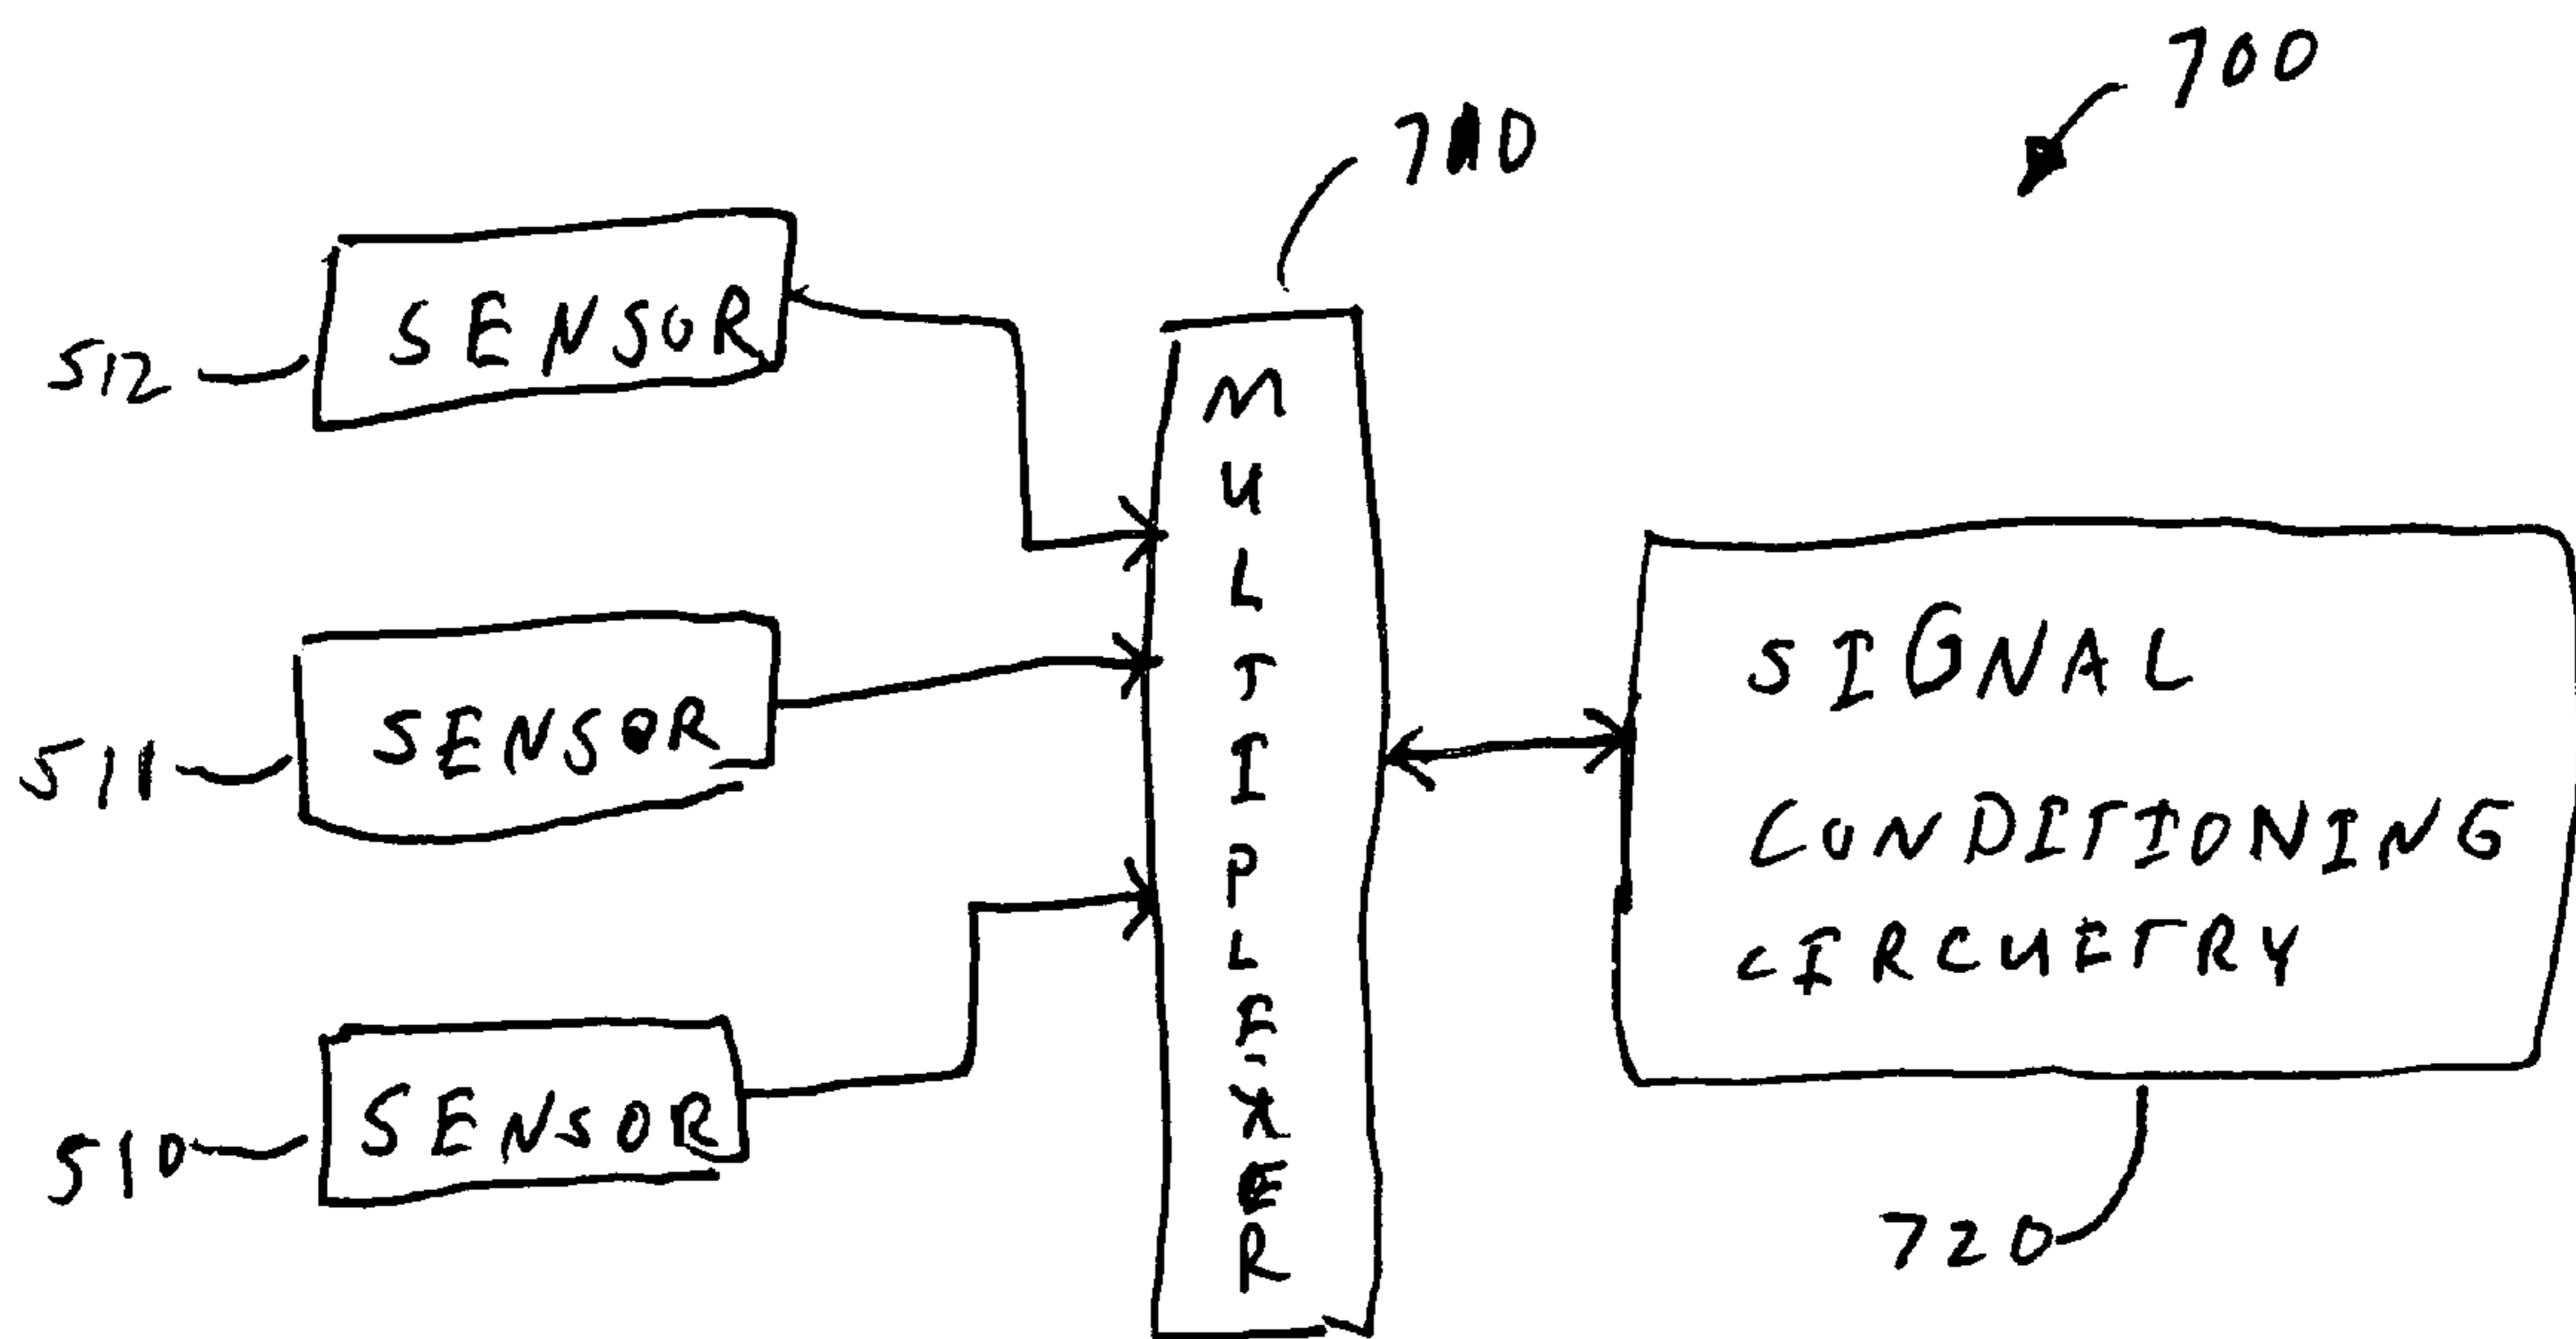 700
710
SENSOR
512
MULTIPLEXER
SENSOR
511
SIGNAL
CONDITIONING
CIRCUITRY
SENSOR
510
720